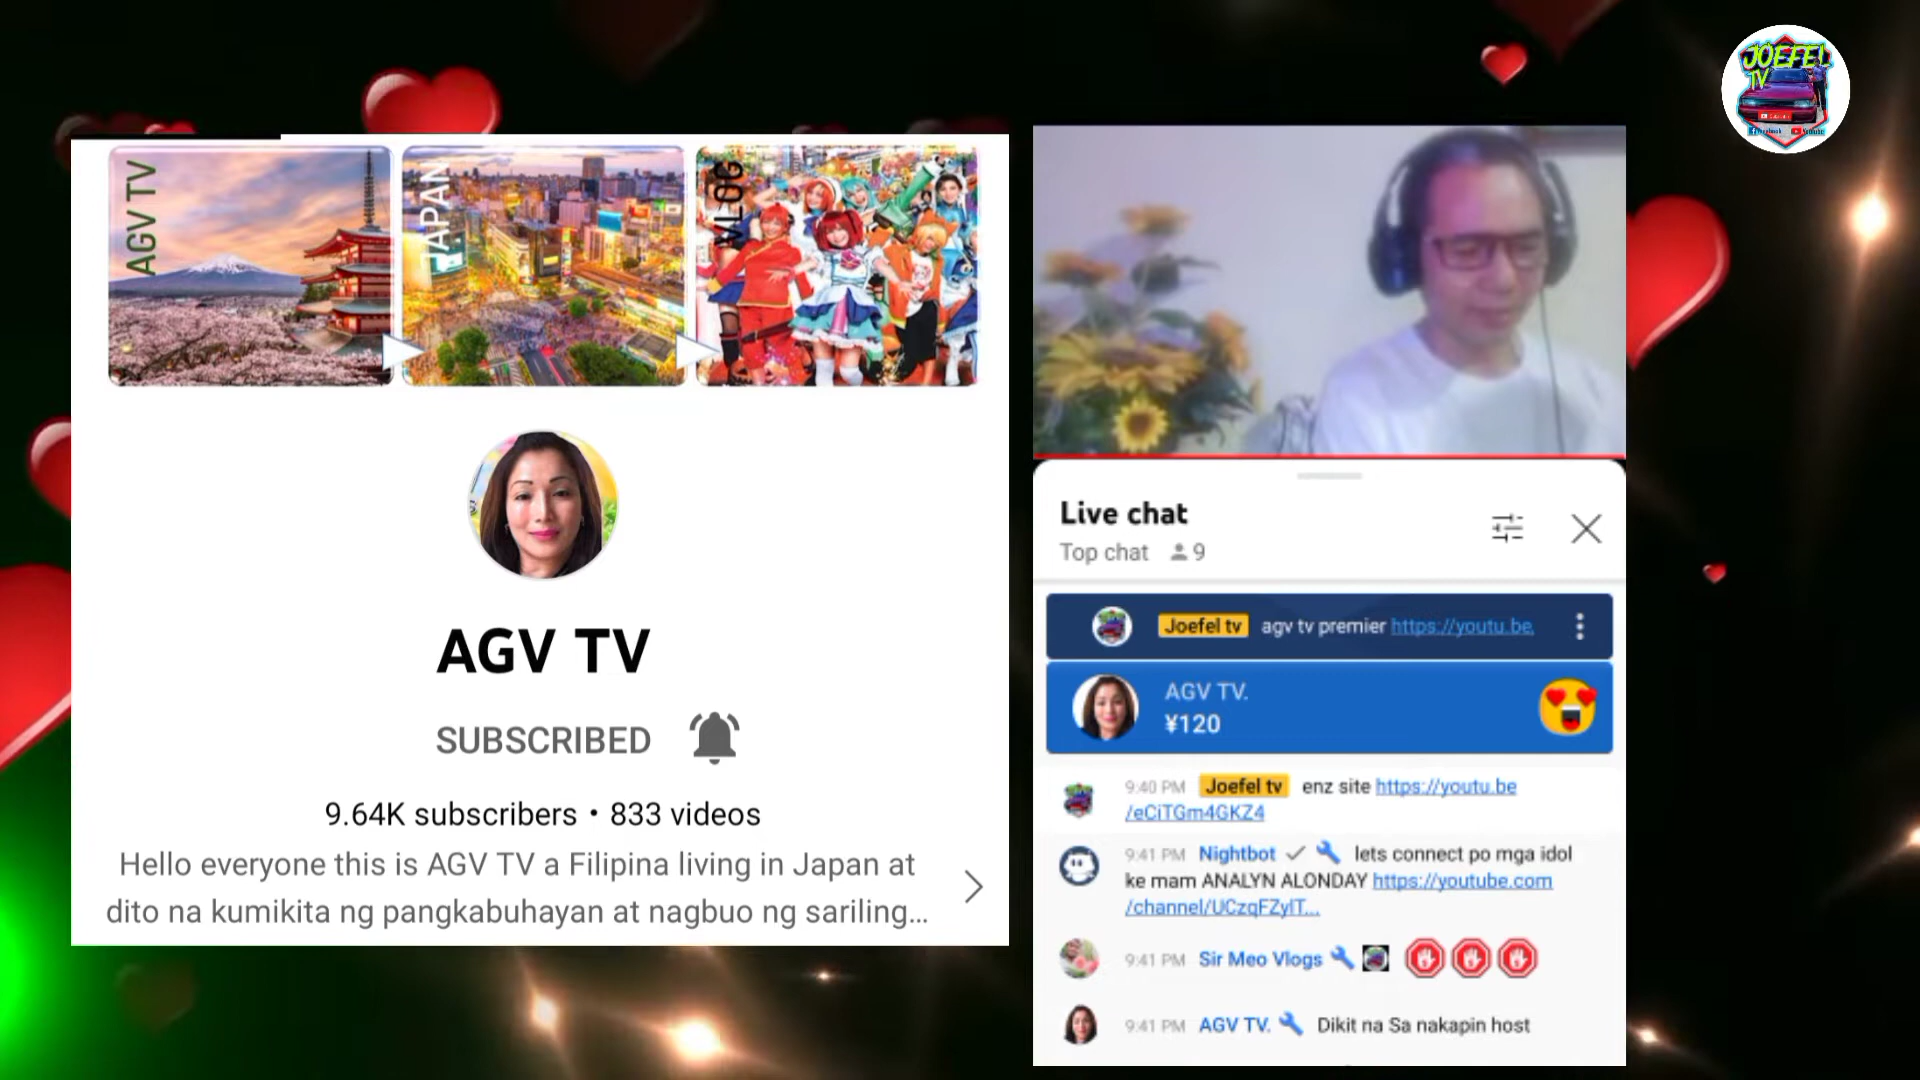 JOEFEL
TV
AGV TV
JAPAN
VLOG
AGV TV
SUBSCRIBED
9.64K subscribers • 833 videos
Hello everyone this is AGV TV a Filipina living in Japan at
dito na kumikita ng pangkabuhayan at nagbuo ng sariling...
Live chat
Top chat 9
Joefel tv agv tv premier https://youtu.be.
AGV TV.
¥120
9:40 PM Joefel tv enz site https://youtu.be
/eCiTGm4GKZ4
9:41 PM Nightbot lets connect po mga idol
ke mam ANALYN ALONDAY https://youtube.com
/channel/UCzqFZylT...
9:41 PM Sir Meo Vlogs
9:41 PM AGV TV. Dikit na Sa nakapin host